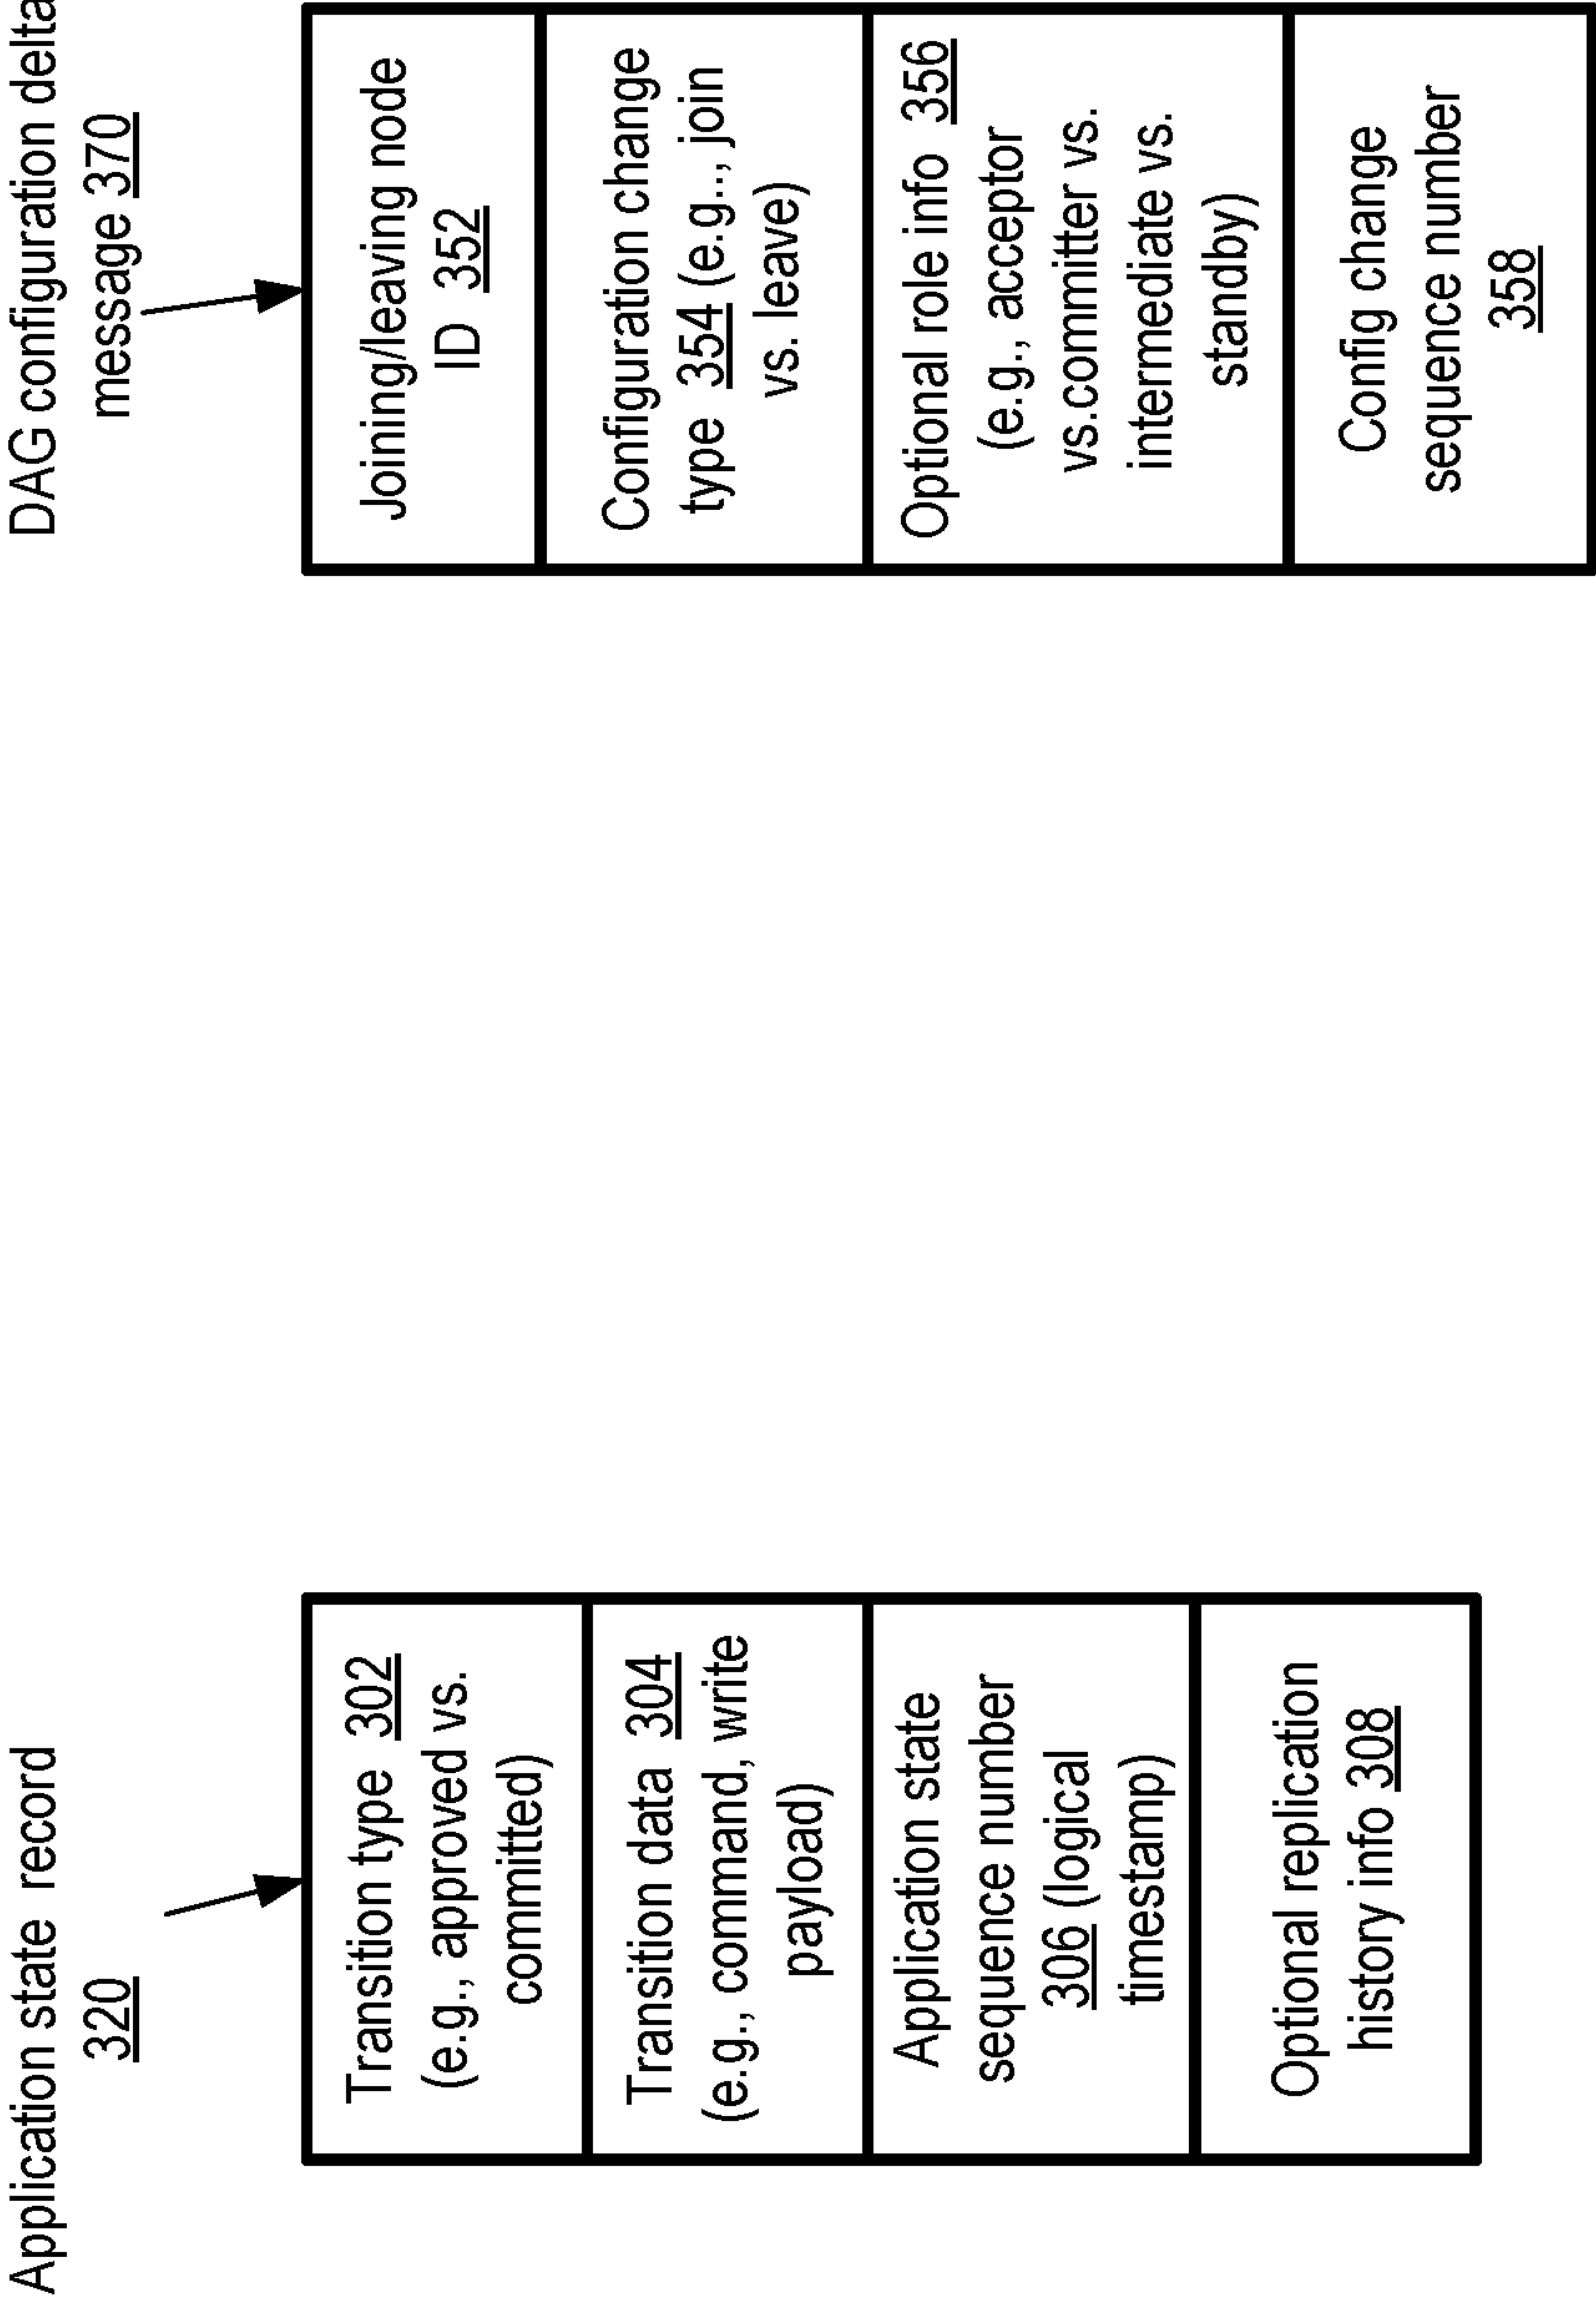 Application state record
320
Transition type 302
(e.g., approved vs.
committed)
Transition data 304
(e.g., command, write
payload)
Application state
sequence number
306 (logical
timestamp)
Optional replication
history info 308
DAG configuration delta
message 370
Joining/leaving node
ID 352
Configuration change
type 354 (e.g.., join
vs. leave)
Optional role info 356
(e.g., acceptor
vs.committer vs.
intermediate vs.
standby)
Config change
sequence number
358